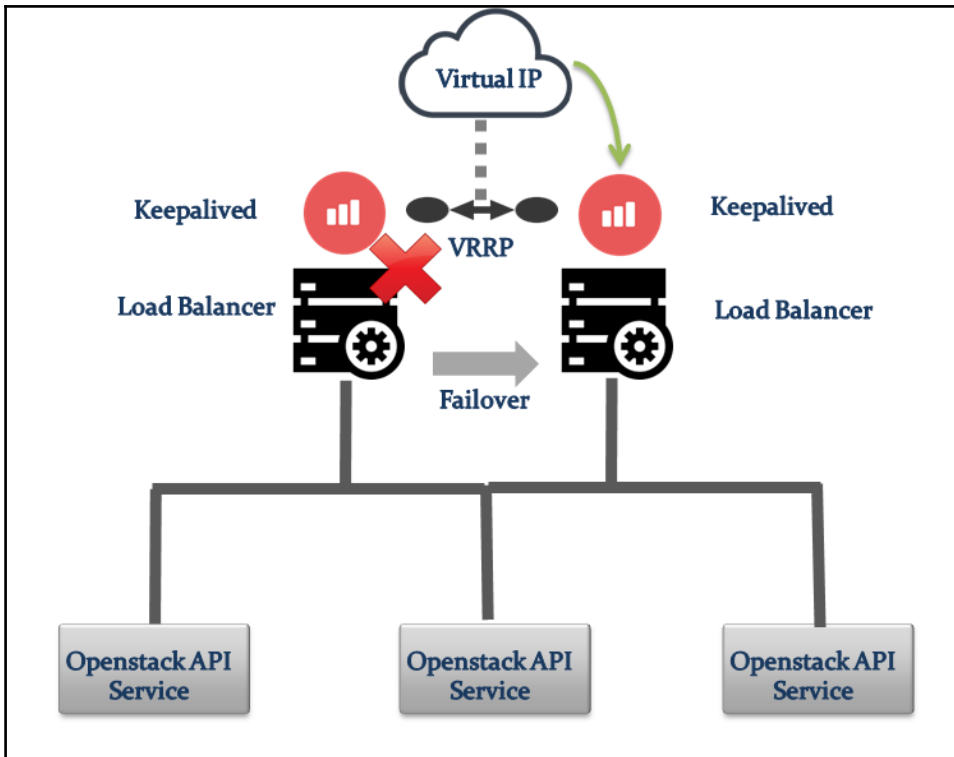 Virtual IP
Keepalived
Keepalived
VRRP
Load Balancer
Load Balancer
Failover
Openstack API
Service
Openstack API
Service
Openstack API
Service